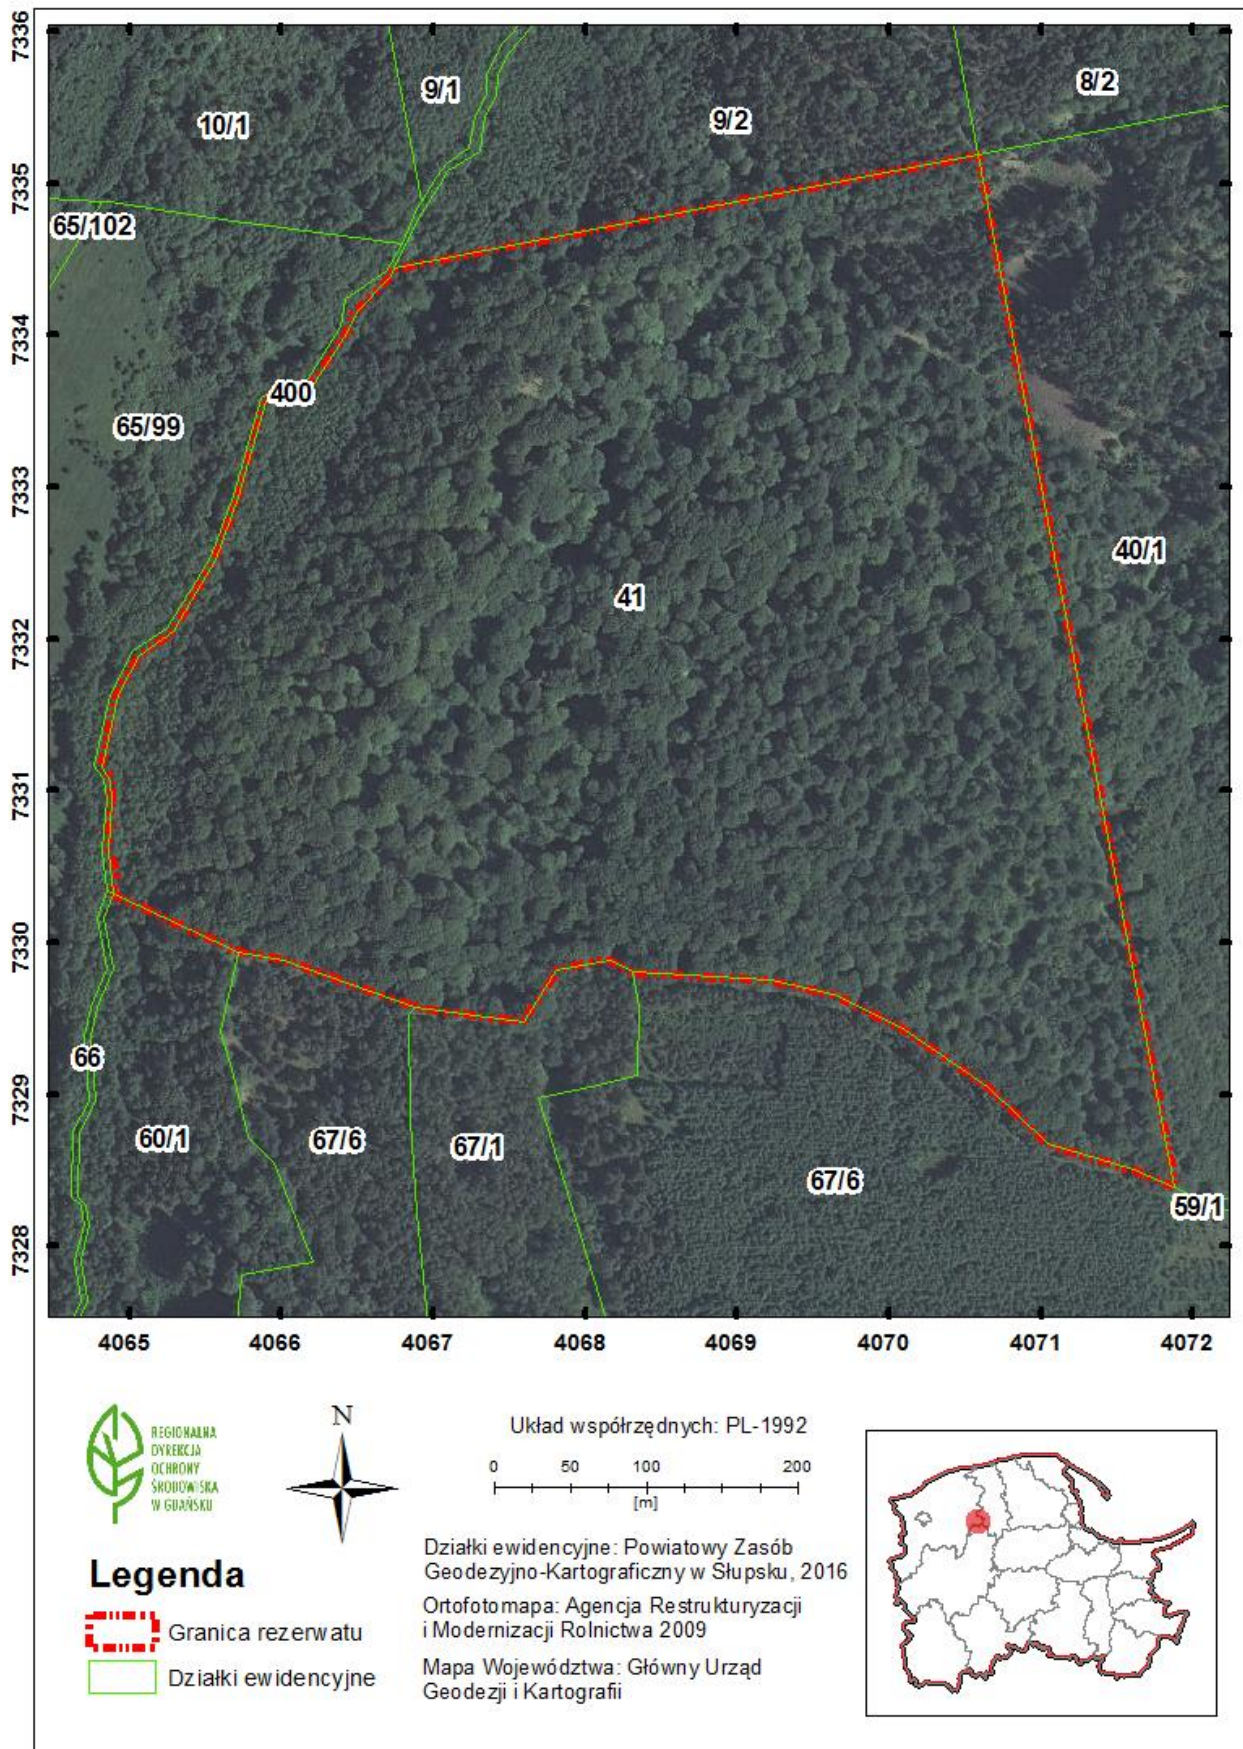 7336
7335
7334
7333
7332
7331
7330
7329
7328
9/1
10/1
9/2
8/2
65/102
400
65/99
40/1
41
66
60/1
67/6
67/1
67/6
59/1
4065 4066 4067 4068 4069 4070 4071 4072
REGIONALNA
DYREKCJA
OCHRONY
ŚRODOWISKA
W GDAŃSKU
N
Układ współrzędnych: PL-1992
0 50 100 200
[m]
Działki ewidencyjne: Powiatowy Zasób
Geodezyjno-Kartograficzny w Słupsku, 2016
Ortofotomapa: Agencja Restrukturyzacji
i Modernizacji Rolnictwa 2009
Mapa Województwa: Główny Urząd
Geodezji i Kartografii
Legenda
Granica rezerwatu
Działki ewidencyjne